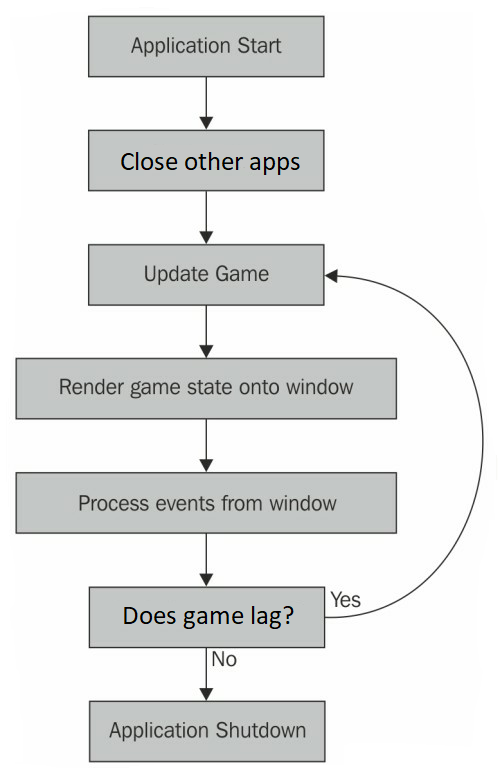 Application Start
Close other apps
Update Game
Render game state onto window
Process events from window
Does game lag?
Yes
No
Application Shutdown